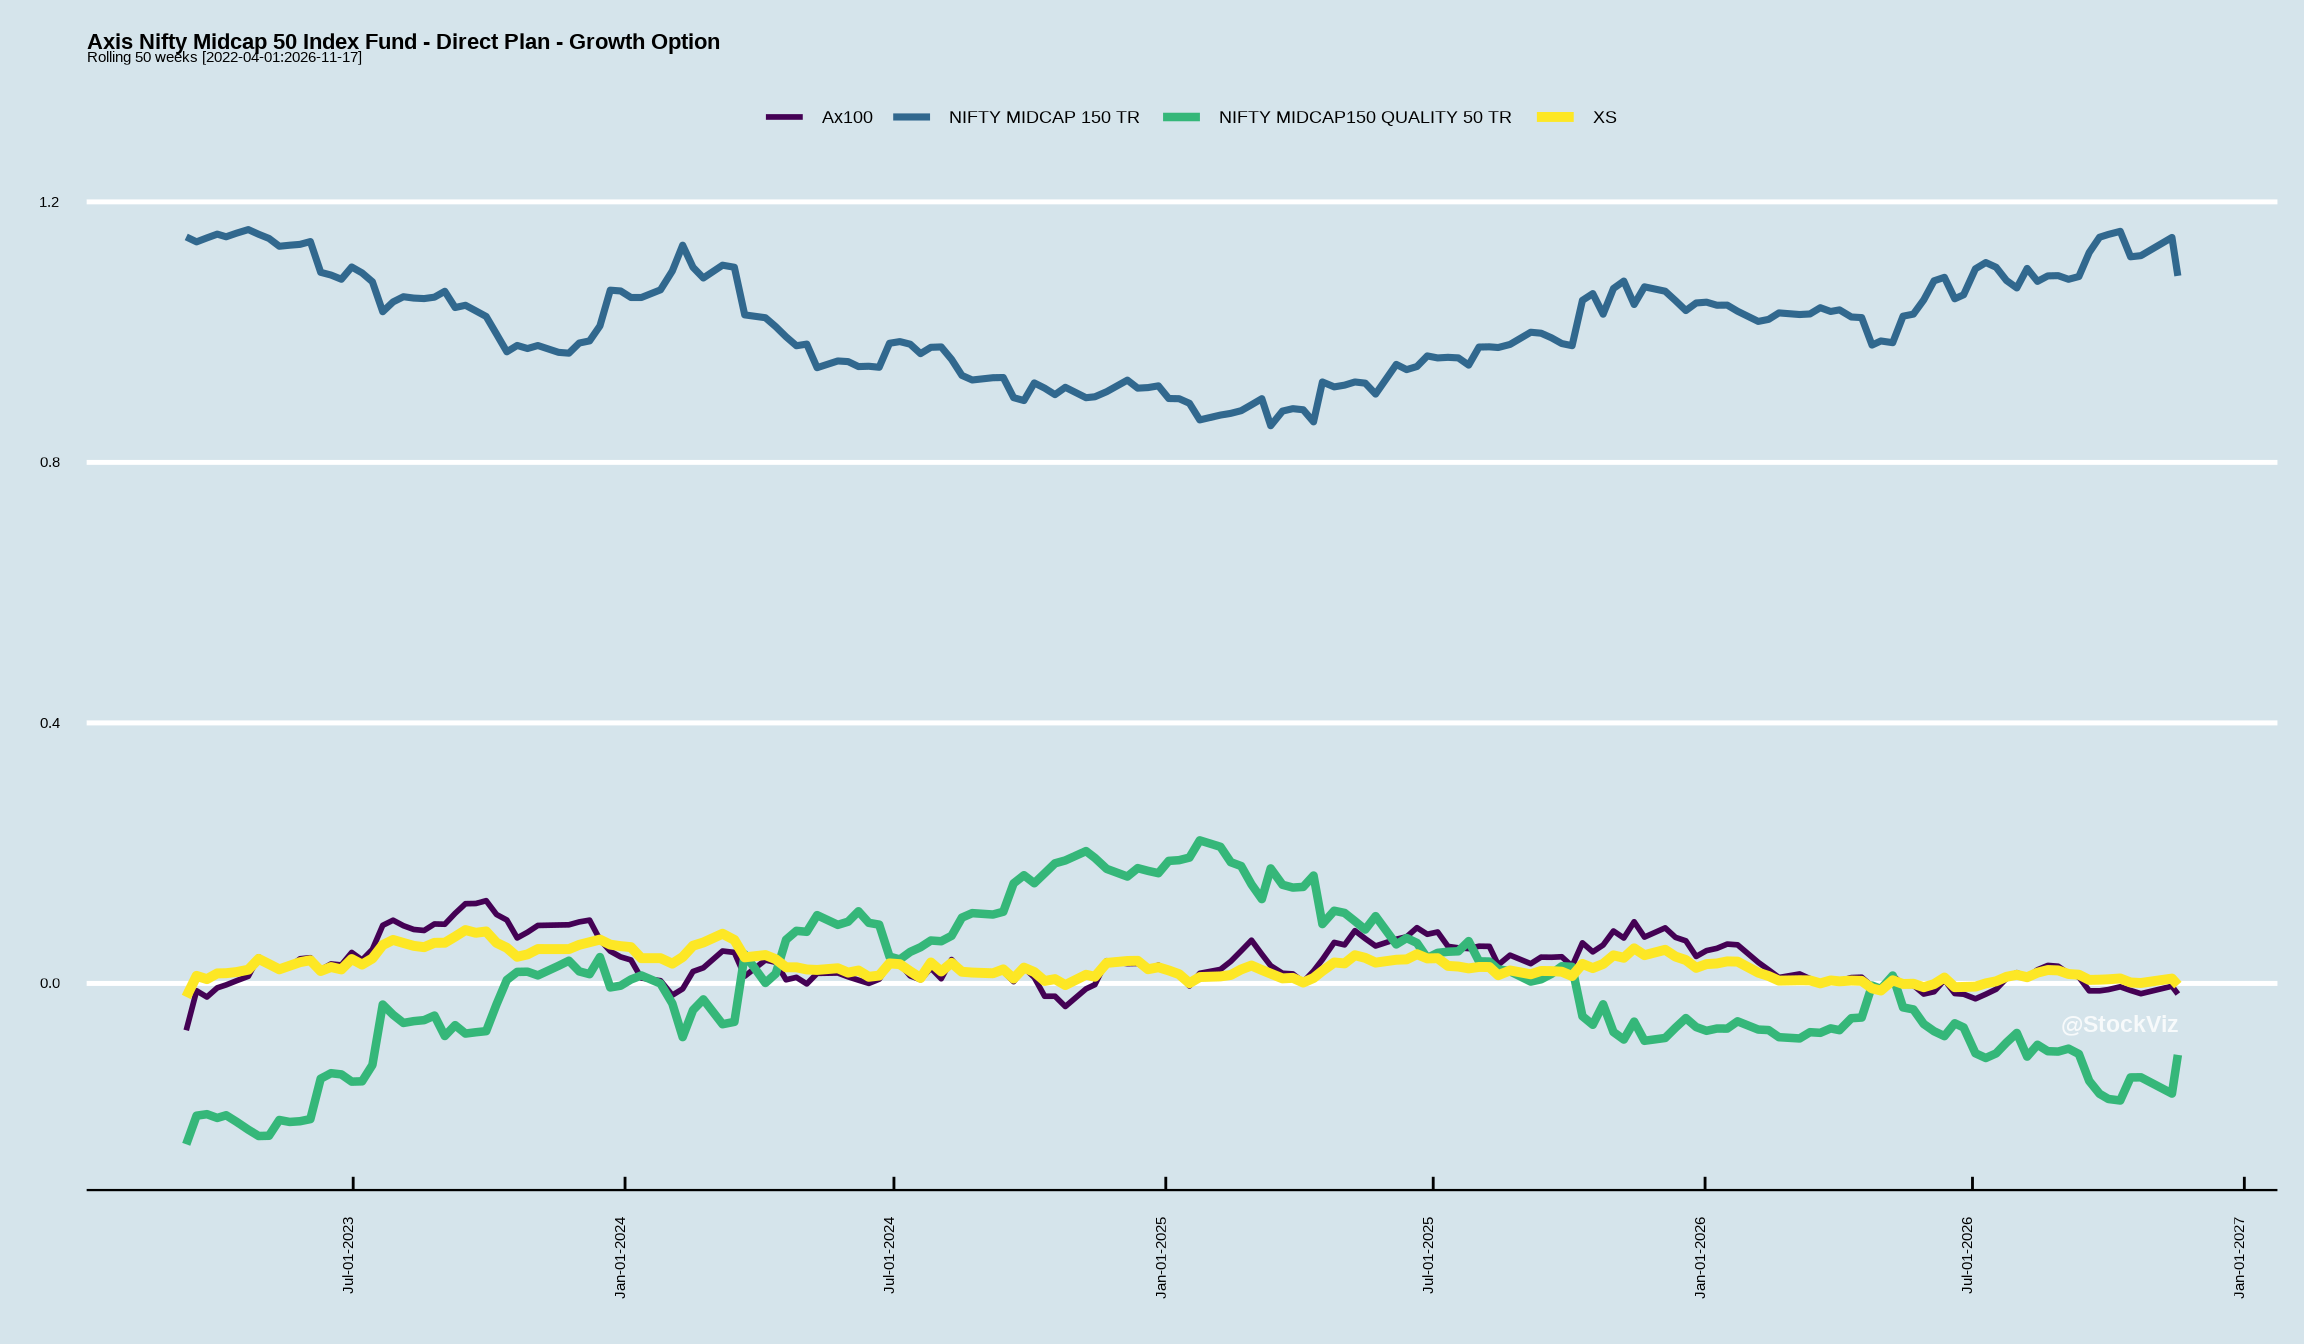 Axis Nifty Midcap 50 Index Fund - Direct Plan - Growth Option
Rolling 50 weeks [2022-04-01:2026-11-17]
Ax100 NIFTY MIDCAP 150 TR NIFTY MIDCAP150 QUALITY 50 TR XS
1.2
0.8
0.4
0.0
@StockViz
Jul-01-2023
Jan-01-2024
Jul-01-2024
Jan-01-2025
Jul-01-2025
Jan-01-2026
Jul-01-2026
Jan-01-2027